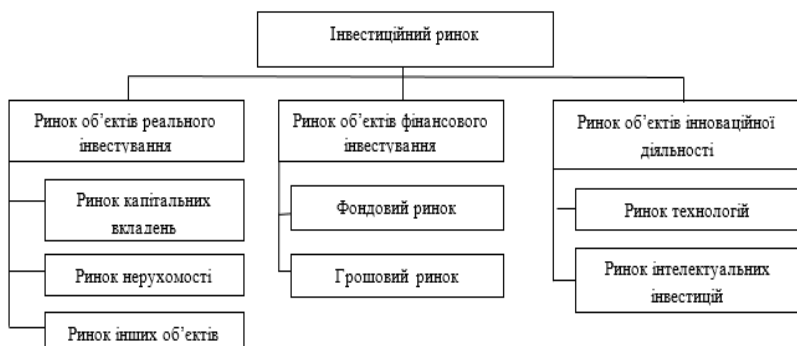 Інвестиційний ринок
Ринок об’єктів реального
інвестування
Ринок капітальних
вкладень
Ринок нерухомості
Ринок інших об’єктів
Ринок об’єктів фінансового
інвестування
Фондовий ринок
Грошовий ринок
Ринок об’єктів інноваційної
діяльності
Ринок технологій
Ринок інтелектуальних
інвестицій